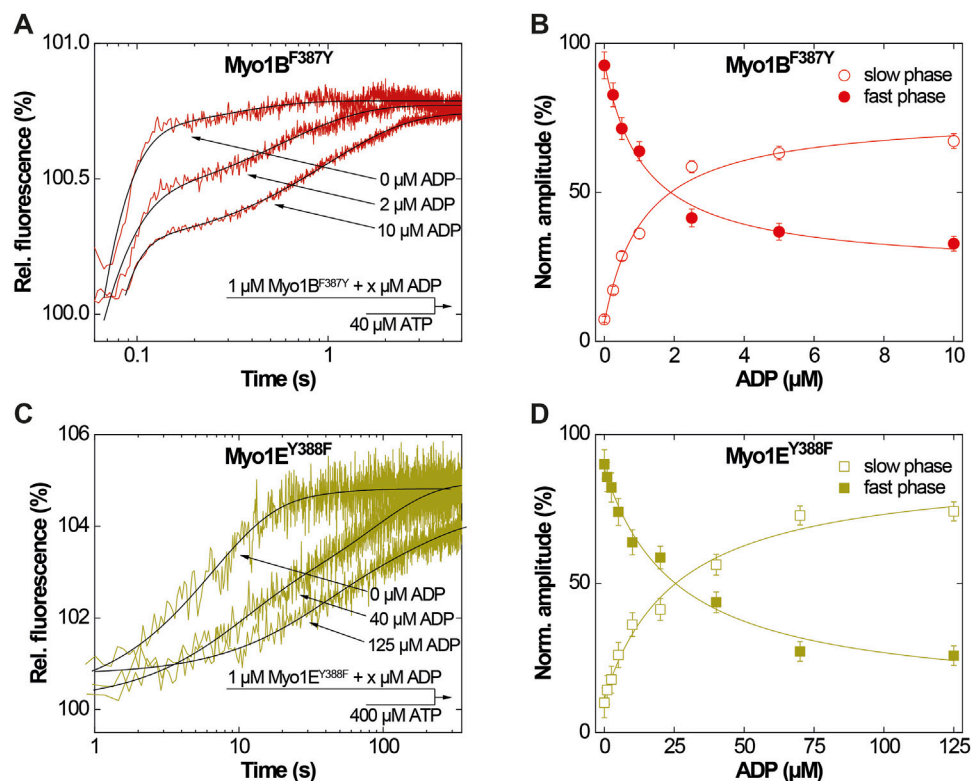 A
Myo1B^F387Y
Rel. fluorescence (%)
101.0
100.5
100.0
0 µM ADP
2 µM ADP
10 µM ADP
1 µM Myo1B^F387Y + x µM ADP
40 µM ATP
0.1
1
Time (s)
B
Myo1B^F387Y
Norm. amplitude (%)
100
50
0
slow phase
fast phase
0
2
4
6
8
10
ADP (µM)
C
Myo1E^Y388F
Rel. fluorescence (%)
106
104
102
100
0 µM ADP
40 µM ADP
125 µM ADP
1 µM Myo1E^Y388F + x µM ADP
400 µM ATP
1
10
100
Time (s)
D
Myo1E^Y388F
Norm. amplitude (%)
100
50
0
slow phase
fast phase
0
25
50
75
100
125
ADP (µM)